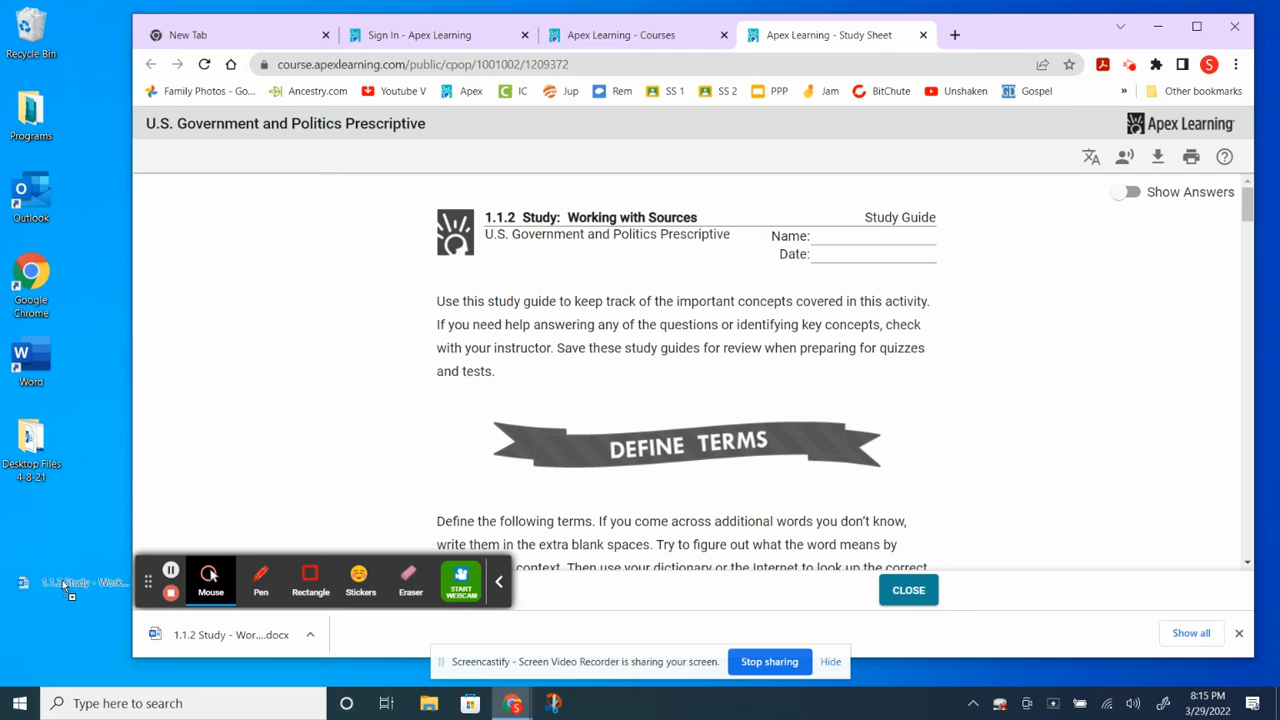 Recycle Bin
Programs
Outlook
Google
Chrome
Word
Desktop Files
4-8-21
1.1.2 Study - Work...
New Tab
Sign In - Apex Learning
Apex Learning - Courses
Apex Learning - Study Sheet
course.apexlearning.com/public/cpop/1001002/1209372
Family Photos - Go...
Ancestry.com
Youtube V
Apex
IC
Jup
Rem
SS 1
SS 2
PPP
Jam
BitChute
Unshaken
Gospel
Other bookmarks
U.S. Government and Politics Prescriptive
Apex Learning
Show Answers
1.1.2 Study: Working with Sources
Study Guide
U.S. Government and Politics Prescriptive
Name:
Date:
Use this study guide to keep track of the important concepts covered in this activity.
If you need help answering any of the questions or identifying key concepts, check
with your instructor. Save these study guides for review when preparing for quizzes
and tests.
DEFINE TERMS
Define the following terms. If you come across additional words you don't know,
write them in the extra blank spaces. Try to figure out what the word means by
context. Then use your dictionary or the Internet to look up the correct
Mouse
Pen
Rectangle
Stickers
Eraser
START
WEBCAM
CLOSE
1.1.2 Study - Wor....docx
Show all
Screencastify - Screen Video Recorder is sharing your screen.
Stop sharing
Hide
Type here to search
8:15 PM
3/29/2022